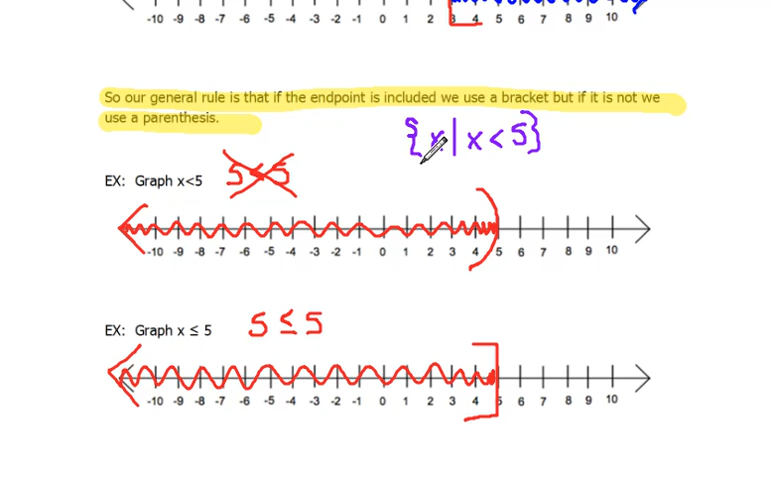 -10 -9 -8 -7 -6 -5 -4 -3 -2 -1 0 1 2 3 4 5 6 7 8 9 10
So our general rule is that if the endpoint is included we use a bracket but if it is not we
use a parenthesis.
{x|x<5}
EX: Graph x<5 5<5
-10 -9 -8 -7 -6 -5 -4 -3 -2 -1 0 1 2 3 4 5 6 7 8 9 10
EX: Graph x ≤ 5 5 ≤ 5
-10 -9 -8 -7 -6 -5 -4 -3 -2 -1 0 1 2 3 4 5 6 7 8 9 10